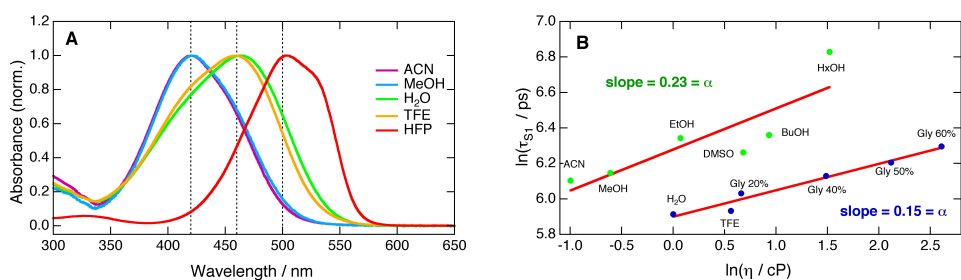 A
Absorbance (norm.)
1.2
1.0
0.8
0.6
0.4
0.2
0.0
300 350 400 450 500 550 600 650
Wavelength / nm
ACN
MeOH
H₂O
TFE
HFP
B
ln(τS1 / ps)
7.0
6.6
6.4
6.2
6.0
5.8
-1.0 -0.5 0.0 0.5 1.0 1.5 2.0 2.5
ln(η / cP)
slope = 0.23 = α
HxOH
EtOH
BuOH
DMSO
ACN
MeOH
Gly 60%
Gly 50%
Gly 40%
Gly 20%
H₂O
TFE
slope = 0.15 = α